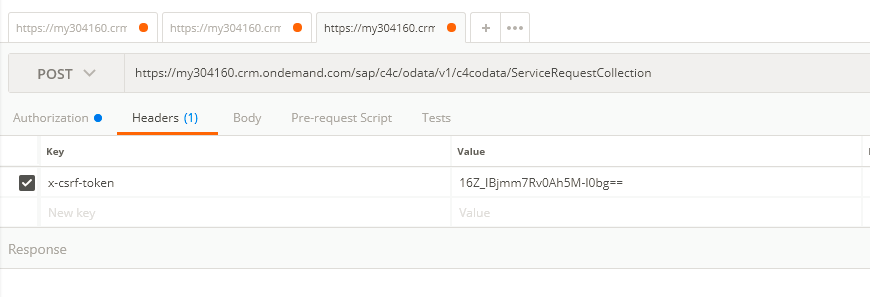 https://my304160.crm https://my304160.crm https://my304160.crm + •••
POST https://my304160.crm.ondemand.com/sap/c4c/odata/v1/c4codata/ServiceRequestCollection
Authorization Headers (1) Body Pre-request Script Tests
Key Value
x-csrf-token 16Z_IBjmm7Rv0Ah5M-I0bg==
New key Value
Response